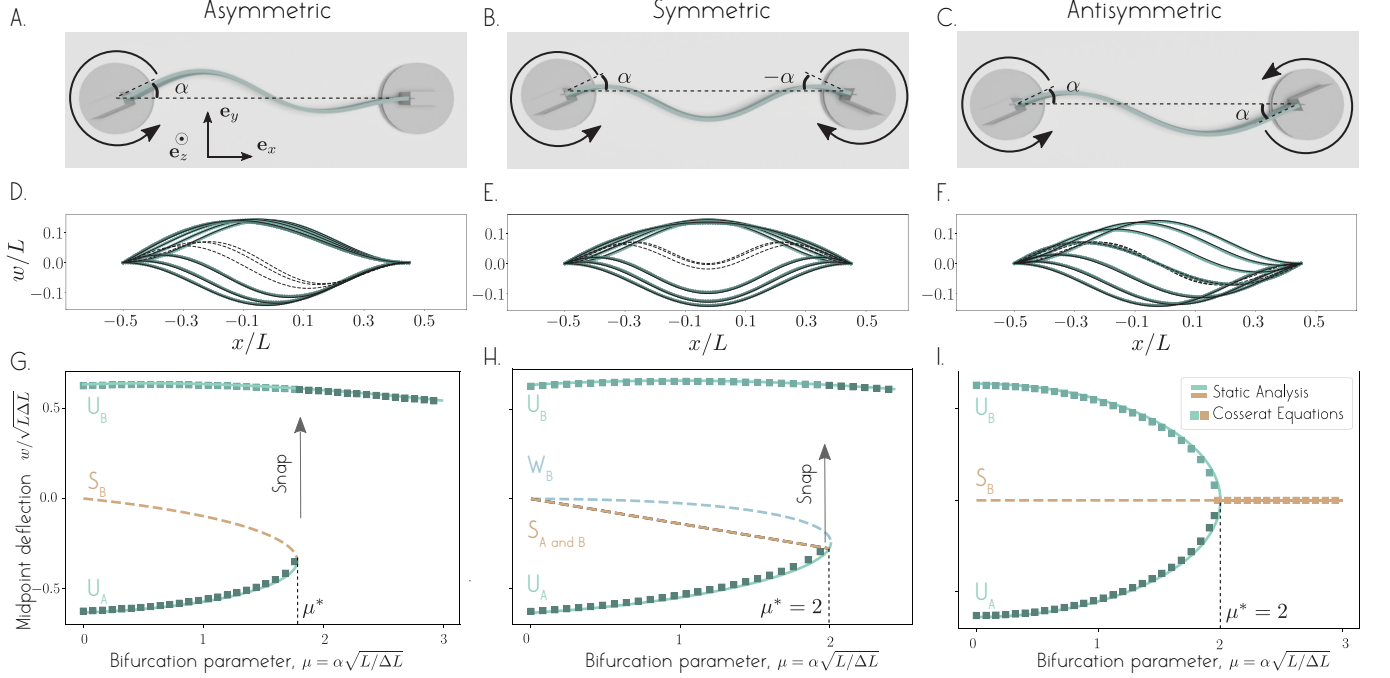 A.
Asymmetric
B.
Symmetric
C.
Antisymmetric
α
e_y
e_z
e_x
α
−α
α
α
D.
E.
F.
w/L
0.1
0.0
−0.1
−0.5
−0.3
−0.1
0.1
0.3
0.5
x/L
0.1
0.0
−0.1
−0.5
−0.3
−0.1
0.1
0.3
0.5
x/L
0.1
0.0
−0.1
−0.5
−0.3
−0.1
0.1
0.3
0.5
x/L
G.
H.
I.
Midpoint deflection w/√LΔL
0.5
0.0
−0.5
U_B
S_B
U_A
Snap
μ*
0
1
2
3
Bifurcation parameter, μ = α√L/ΔL
U_B
W_B
S_A and B
U_A
Snap
μ* = 2
0
1
2
Bifurcation parameter, μ = α√L/ΔL
Static Analysis
Cosserat Equations
U_B
S_B
U_A
μ* = 2
0
1
2
3
Bifurcation parameter, μ = α√L/ΔL